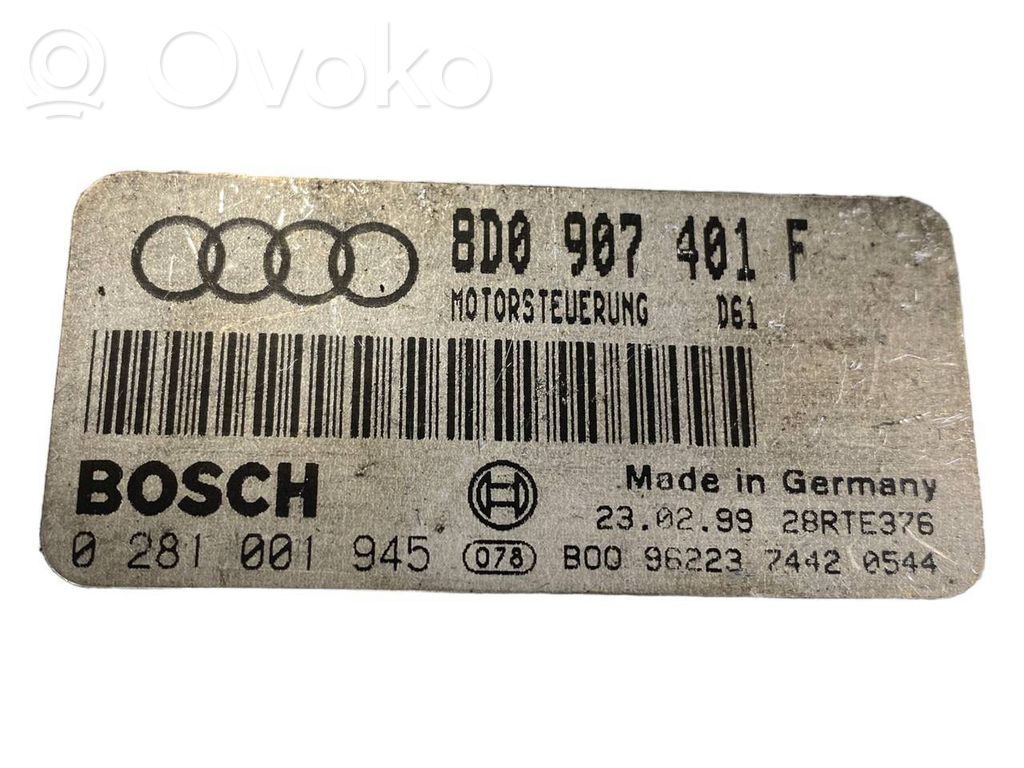 Ovoko
8D0 907 401 F
MOTORSTEUERUNG D61
BOSCH
Made in Germany
23.02.99 28RTE376
0 281 001 945 078 B00 96223 7442 0544